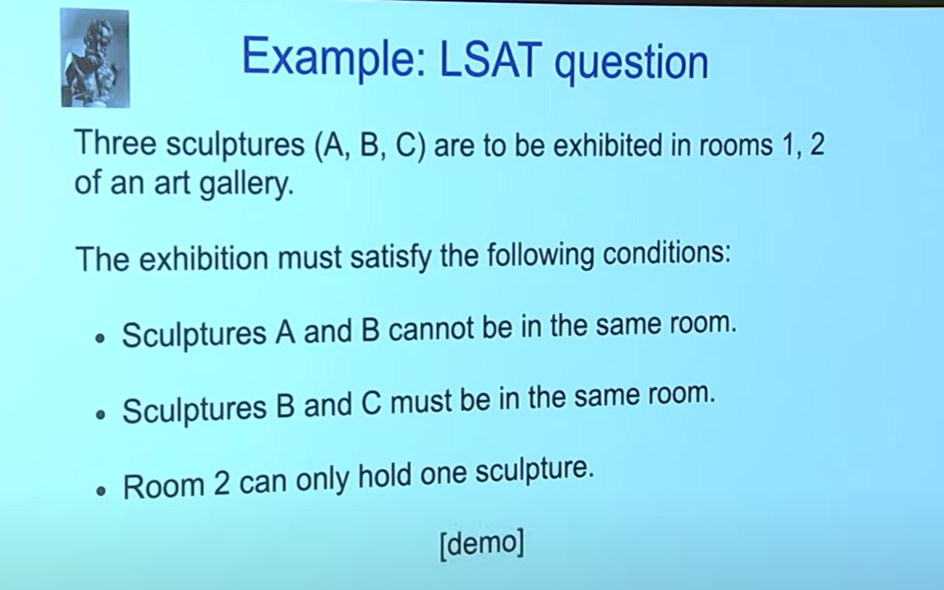 Example: LSAT question
Three sculptures (A, B, C) are to be exhibited in rooms 1, 2
of an art gallery.
The exhibition must satisfy the following conditions:
• Sculptures A and B cannot be in the same room.
• Sculptures B and C must be in the same room.
• Room 2 can only hold one sculpture.
[demo]